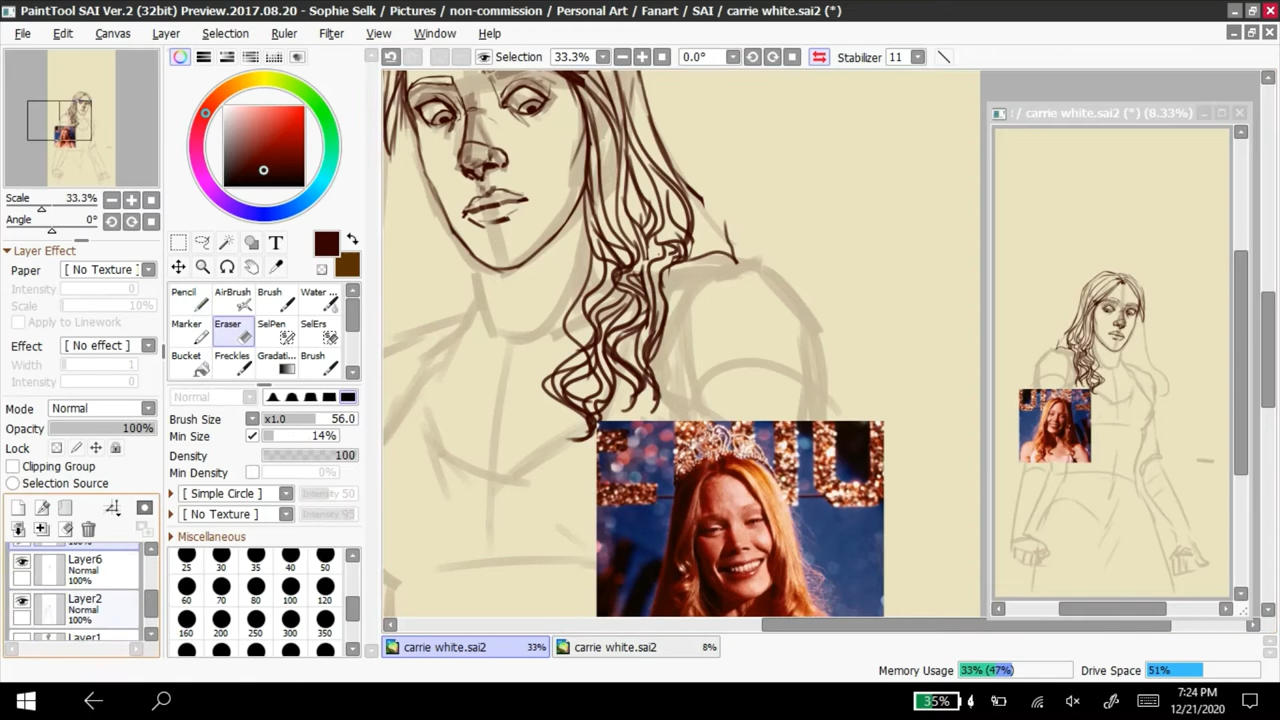 PaintTool SAI Ver.2 (32bit) Preview.2017.08.20 - Sophie Selk / Pictures / non-commission / Personal Art / Fanart / SAI / carrie white.sai2 (*)
File Edit Canvas Layer Selection Ruler Filter View Window Help
Selection 33.3% 0.0° Stabilizer 11
:/ carrie white.sai2 (*) (8.33%)
Scale 33.3%
Angle 0°
Layer Effect
Paper [ No Texture ]
Intensity 0
Scale 10%
Apply to Linework
Effect [ No effect ]
Width 1
Intensity
Mode Normal
Opacity 100%
Lock
Clipping Group
Selection Source
Layer6
Normal
100%
Layer2
Normal
100%
Layer1
T
Pencil AirBrush Brush Water ...
Marker Eraser SelPen SelErs
Bucket Freckles Gradati... Brush
Normal
Brush Size x1.0 56.0
Min Size 14%
Density 100
Min Density 0%
[ Simple Circle ] Intensity 50
[ No Texture ] Intensity 95
Miscellaneous
25 30 35 40 50
60 70 80 100 120
160 200 250 300 350
carrie white.sai2 33% carrie white.sai2 8%
Memory Usage 33% (47%) Drive Space 51%
35% 7:24 PM
12/21/2020